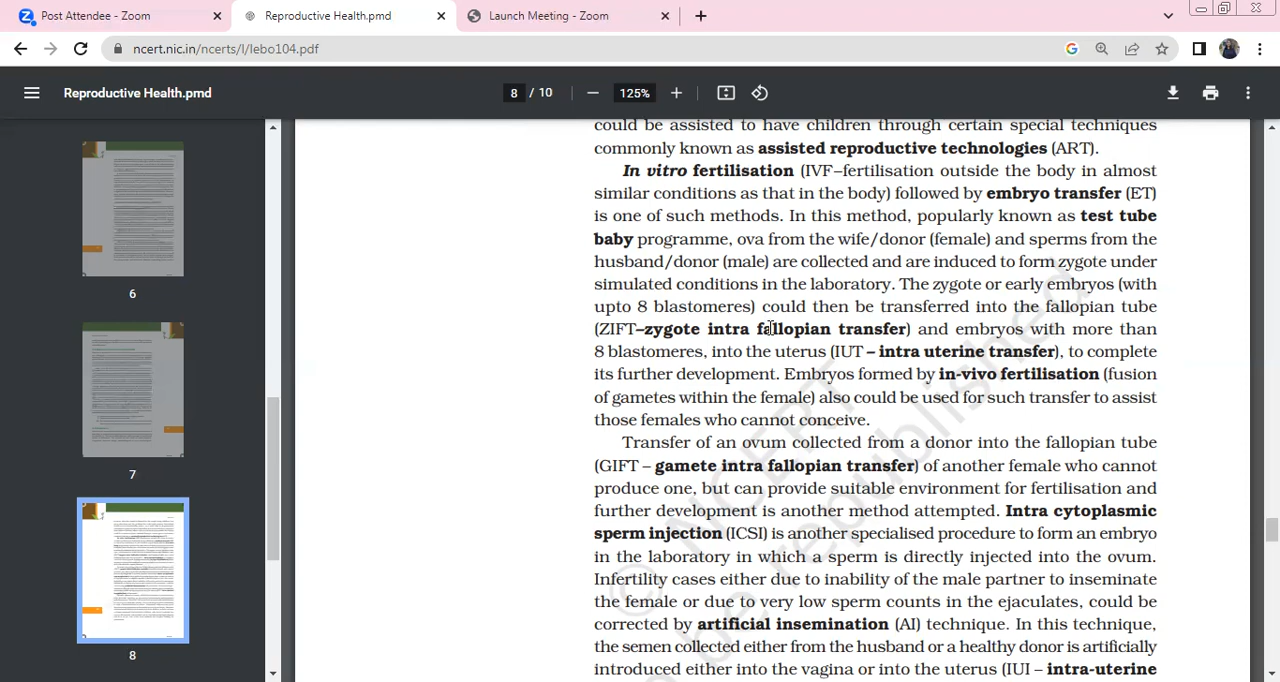 Post Attendee - Zoom
Reproductive Health.pmd
Launch Meeting - Zoom
ncert.nic.in/ncerts/l/lebo104.pdf
Reproductive Health.pmd
8 / 10
125%
6
7
8
could be assisted to have children through certain special techniques
commonly known as assisted reproductive technologies (ART).
In vitro fertilisation (IVF–fertilisation outside the body in almost
similar conditions as that in the body) followed by embryo transfer (ET)
is one of such methods. In this method, popularly known as test tube
baby programme, ova from the wife/donor (female) and sperms from the
husband/donor (male) are collected and are induced to form zygote under
simulated conditions in the laboratory. The zygote or early embryos (with
upto 8 blastomeres) could then be transferred into the fallopian tube
(ZIFT–zygote intra fallopian transfer) and embryos with more than
8 blastomeres, into the uterus (IUT – intra uterine transfer), to complete
its further development. Embryos formed by in-vivo fertilisation (fusion
of gametes within the female) also could be used for such transfer to assist
those females who cannot conceive.
Transfer of an ovum collected from a donor into the fallopian tube
(GIFT – gamete intra fallopian transfer) of another female who cannot
produce one, but can provide suitable environment for fertilisation and
further development is another method attempted. Intra cytoplasmic
sperm injection (ICSI) is another specialised procedure to form an embryo
in the laboratory in which a sperm is directly injected into the ovum.
Infertility cases either due to inability of the male partner to inseminate
the female or due to very low sperm counts in the ejaculates, could be
corrected by artificial insemination (AI) technique. In this technique,
the semen collected either from the husband or a healthy donor is artificially
introduced either into the vagina or into the uterus (IUI – intra-uterine
© NCERT
be republished